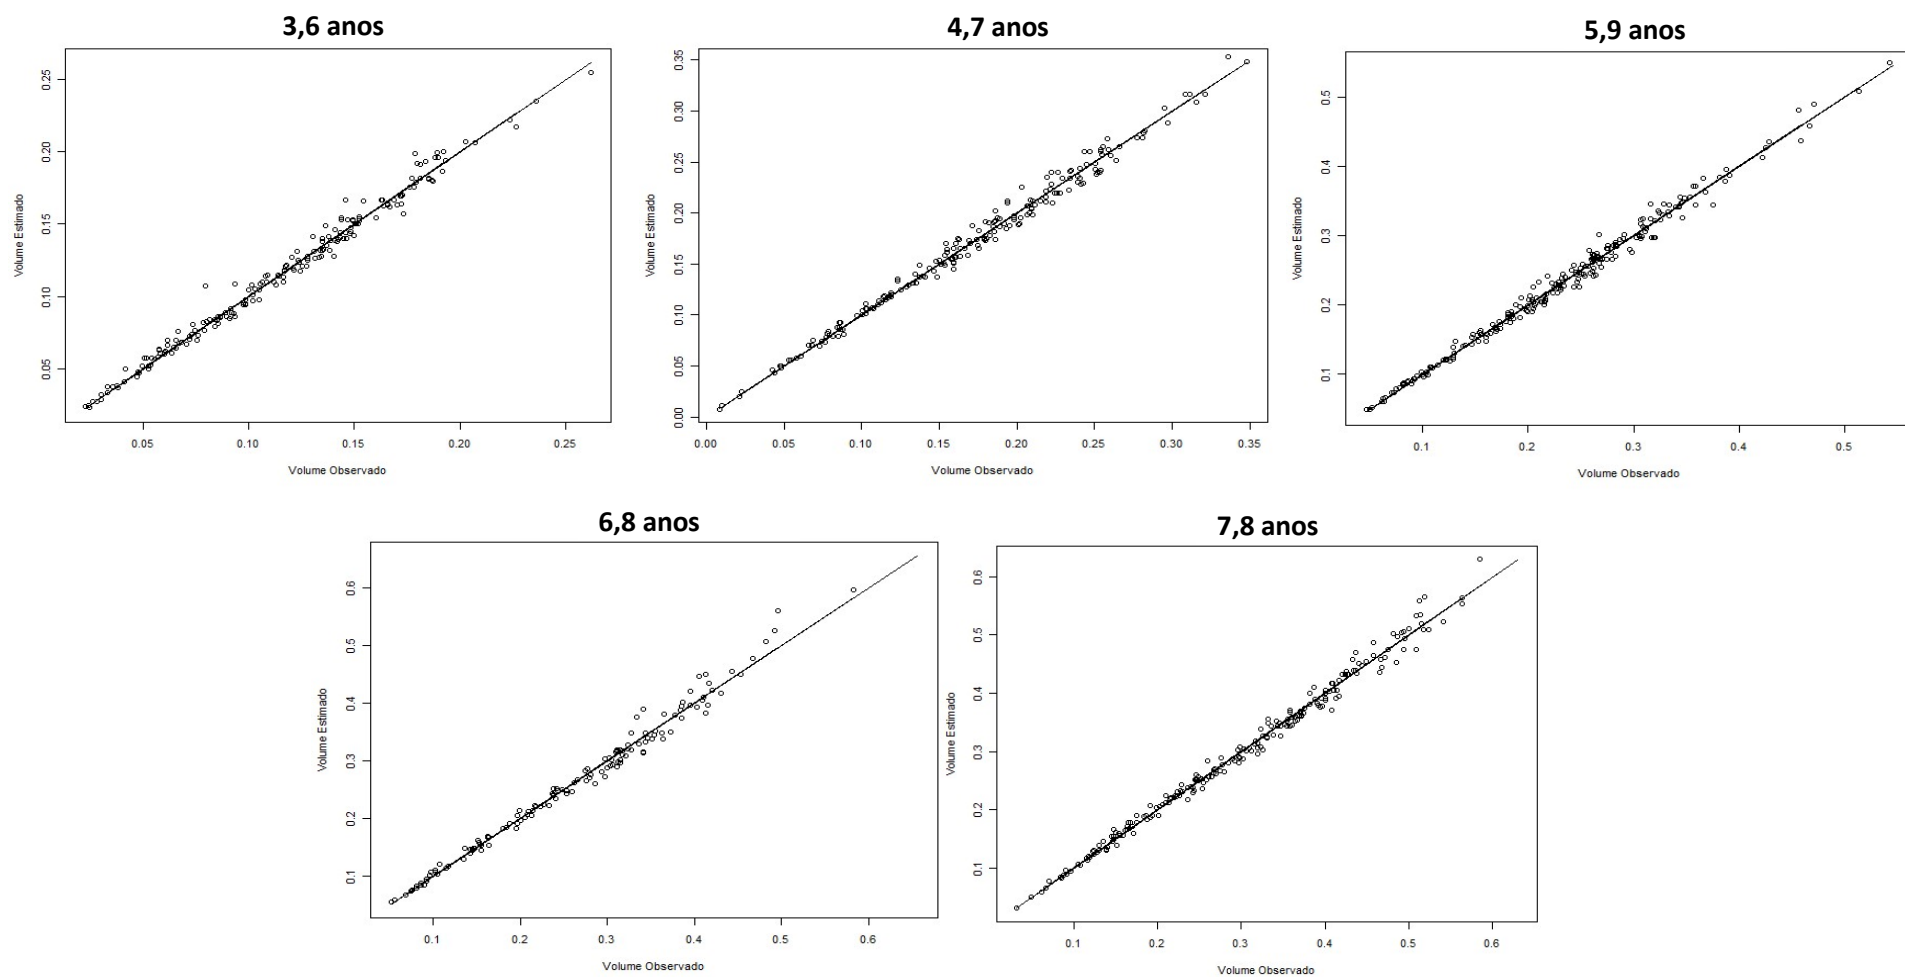 3,6 anos
0.25
0.20
0.15
0.10
0.05
Volume Estimado
0.05 0.10 0.15 0.20 0.25
Volume Observado
4,7 anos
0.35
0.30
0.25
0.20
0.15
0.10
0.05
0.00
Volume Estimado
0.00 0.05 0.10 0.15 0.20 0.25 0.30 0.35
Volume Observado
5,9 anos
0.5
0.4
0.3
0.2
0.1
Volume Estimado
0.1 0.2 0.3 0.4 0.5
Volume Observado
6,8 anos
0.6
0.5
0.4
0.3
0.2
0.1
Volume Estimado
0.1 0.2 0.3 0.4 0.5 0.6
Volume Observado
7,8 anos
0.6
0.5
0.4
0.3
0.2
0.1
Volume Estimado
0.1 0.2 0.3 0.4 0.5 0.6
Volume Observado